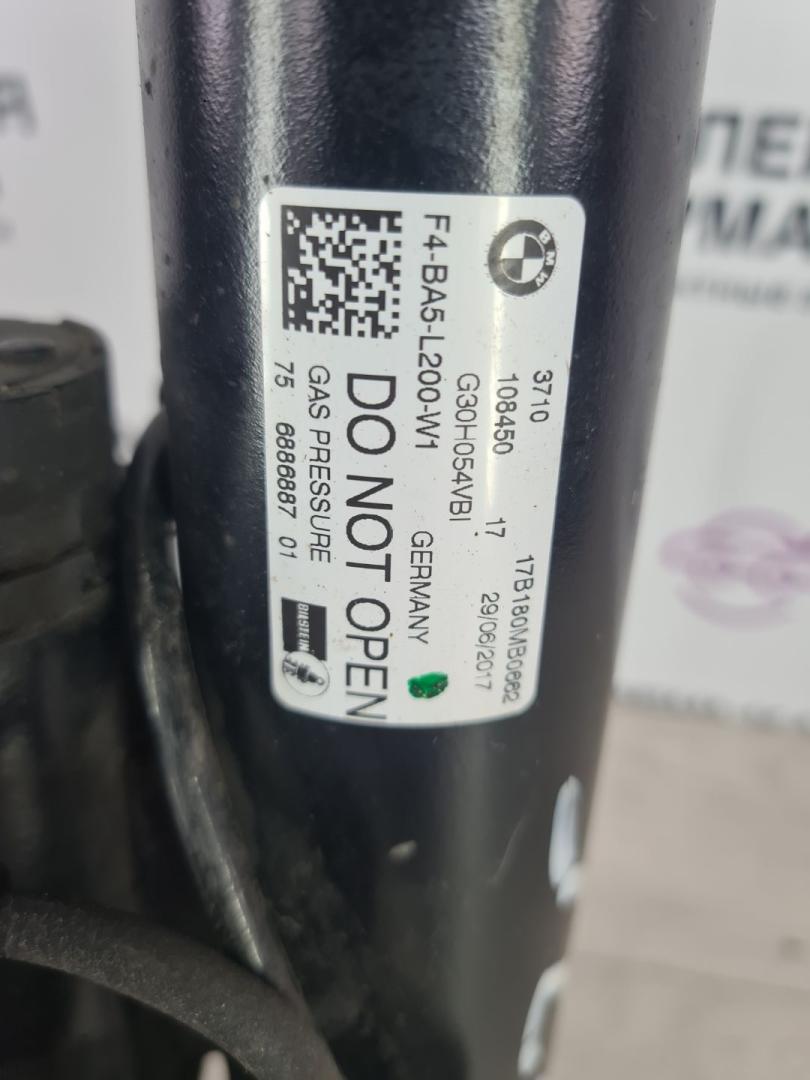 BMW
3710
17B180MB0662
108450 17 29/06/2017
G30H054VBI
F4-BA5-L200-W1 GERMANY
DO NOT OPEN
GAS PRESSURE
75 6886887 01
BILSTEIN